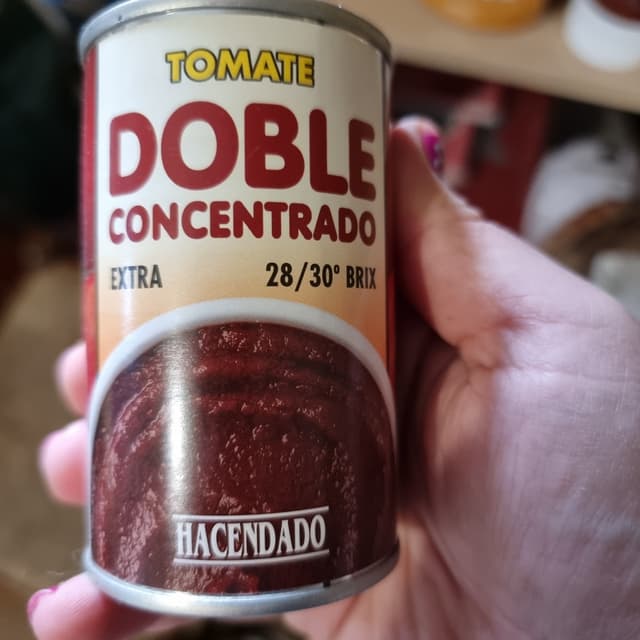 TOMATE
DOBLE
CONCENTRADO
EXTRA 28/30° BRIX
HACENDADO